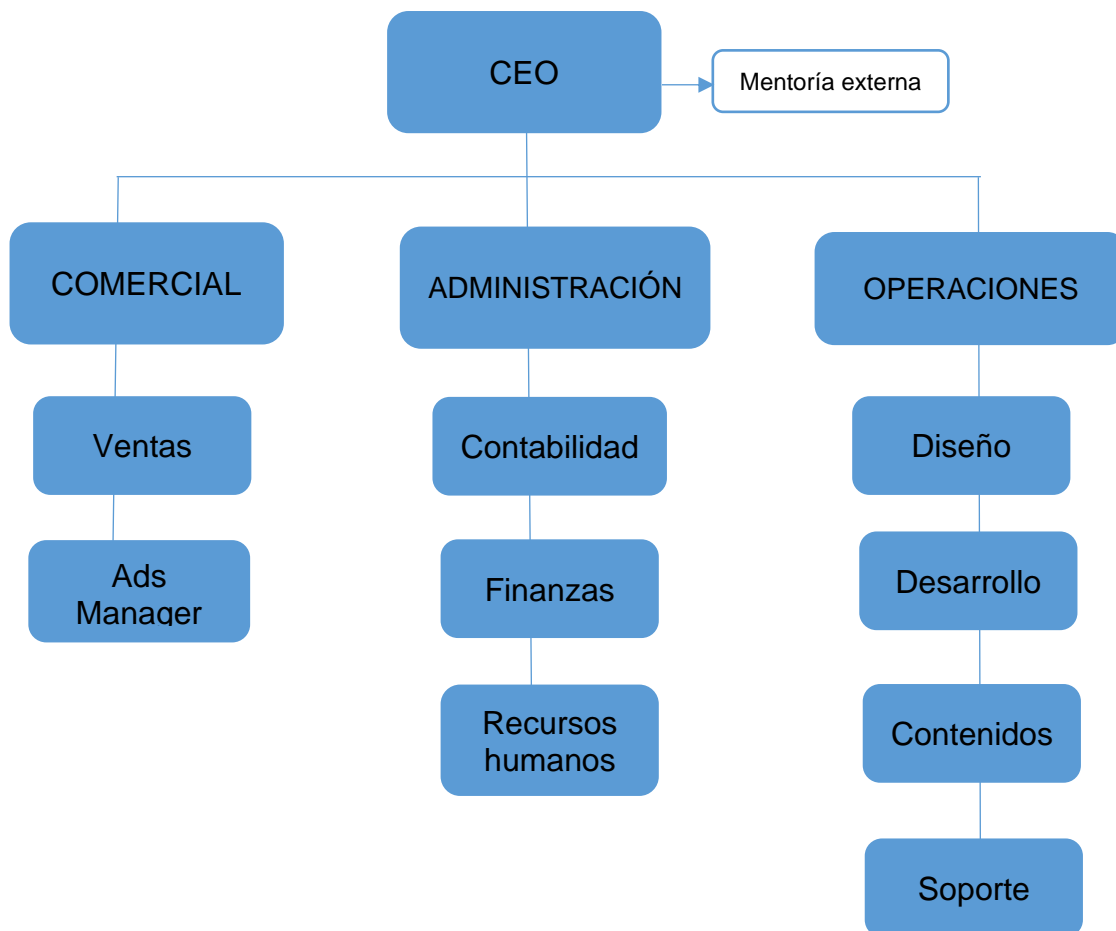 CEO
Mentoría externa
COMERCIAL
ADMINISTRACIÓN
OPERACIONES
Ventas
Contabilidad
Diseño
Ads
Manager
Finanzas
Desarrollo
Recursos
humanos
Contenidos
Soporte